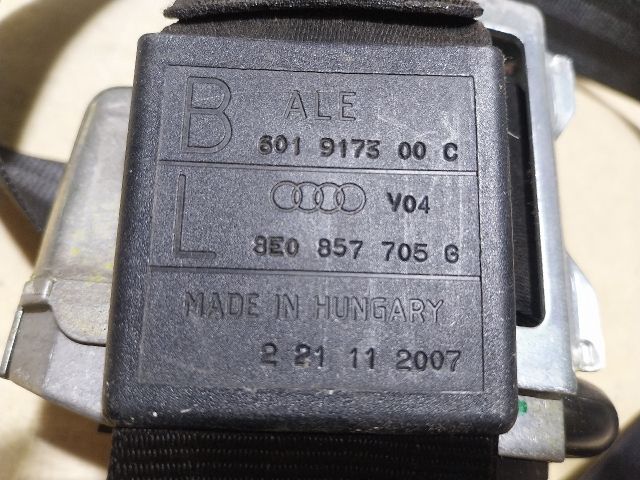 B ALE
601 9173 00 C
L V04
8E0 857 705 G
MADE IN HUNGARY
2 21 11 2007